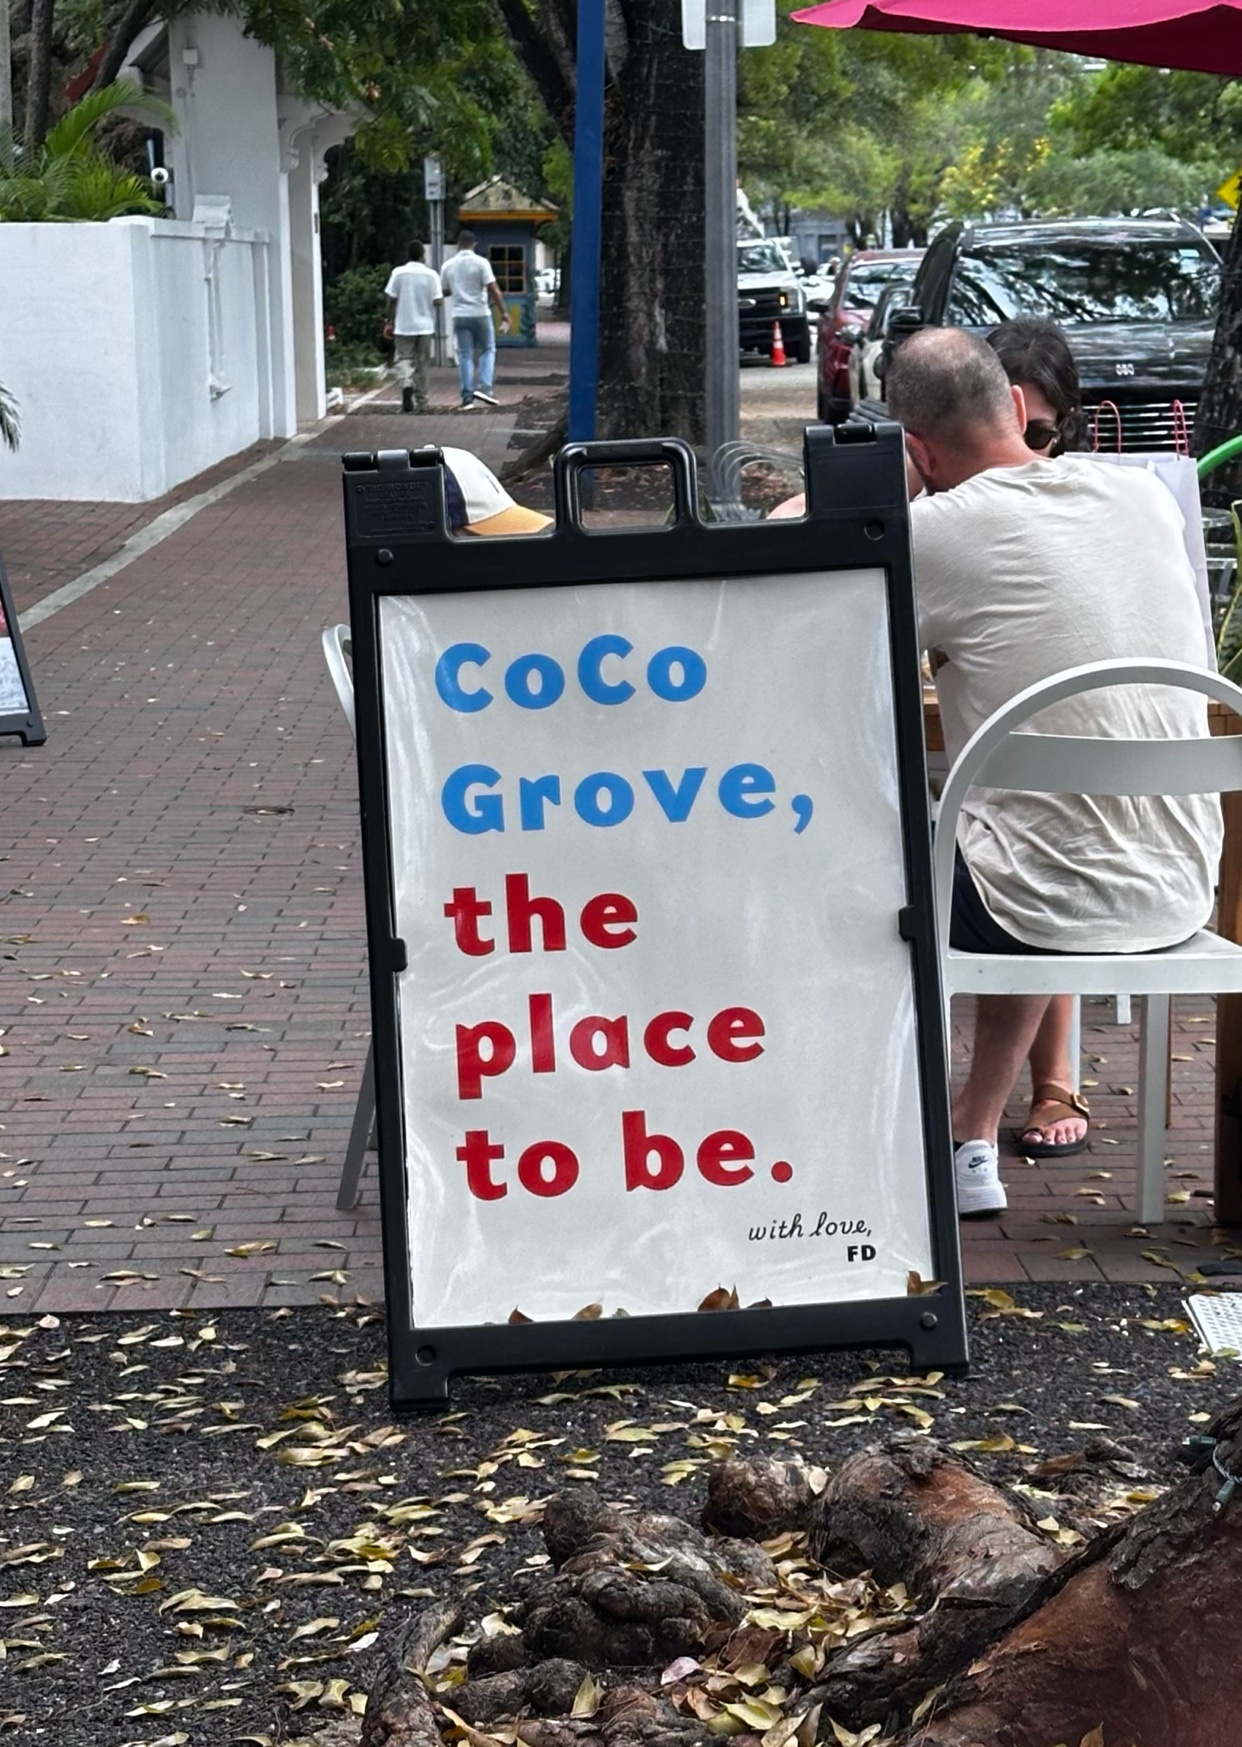 CoCo
Grove,
the
place
to be.
with love,
FD